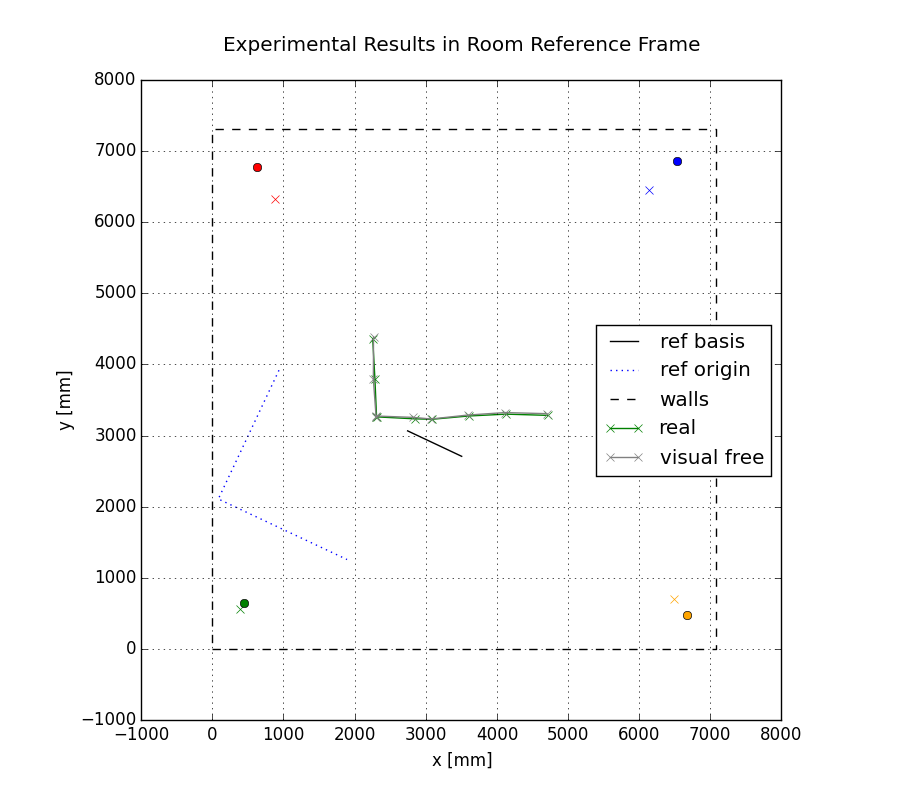 Experimental Results in Room Reference Frame
8000
7000
6000
5000
4000
3000
2000
1000
0
−1000
y [mm]
ref basis
ref origin
walls
real
visual free
−1000 0 1000 2000 3000 4000 5000 6000 7000 8000
x [mm]